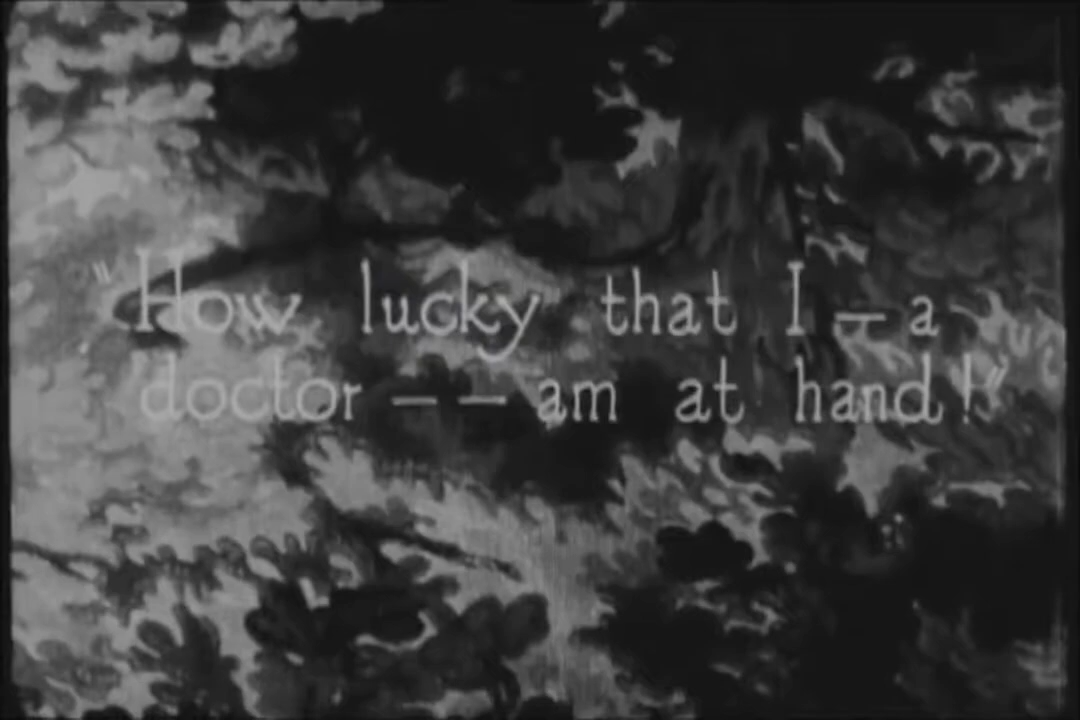 "How lucky that I — a
doctor — — am at hand!"